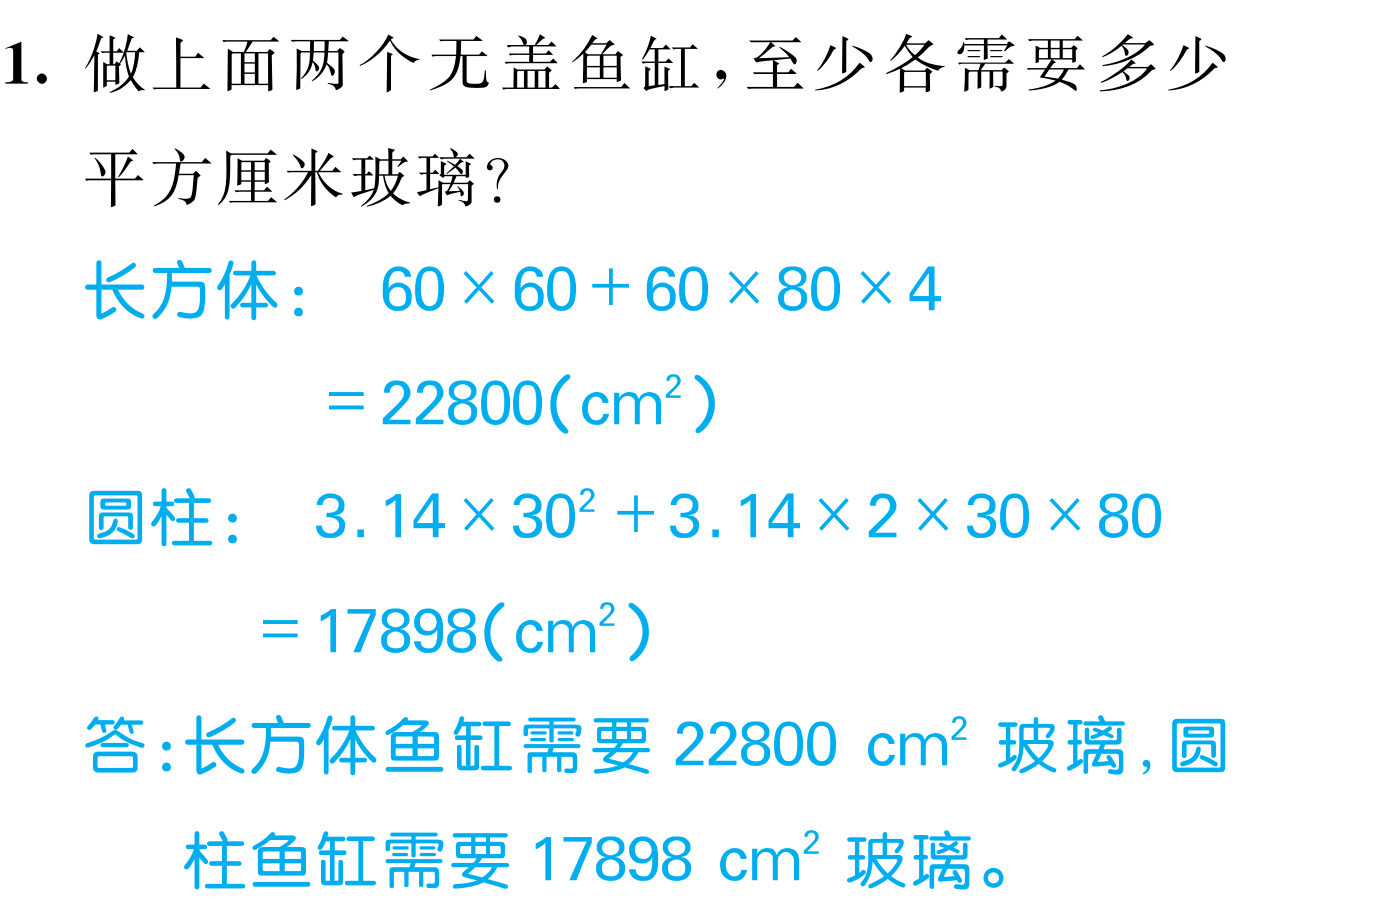 1. 做上面两个无盖鱼缸,至少各需要多少
平方厘米玻璃?
长方体: 60×60+60×80×4
=22800(cm²)
圆柱: 3.14×30²+3.14×2×30×80
=17898(cm²)
答:长方体鱼缸需要 22800 cm² 玻璃,圆
柱鱼缸需要 17898 cm² 玻璃。